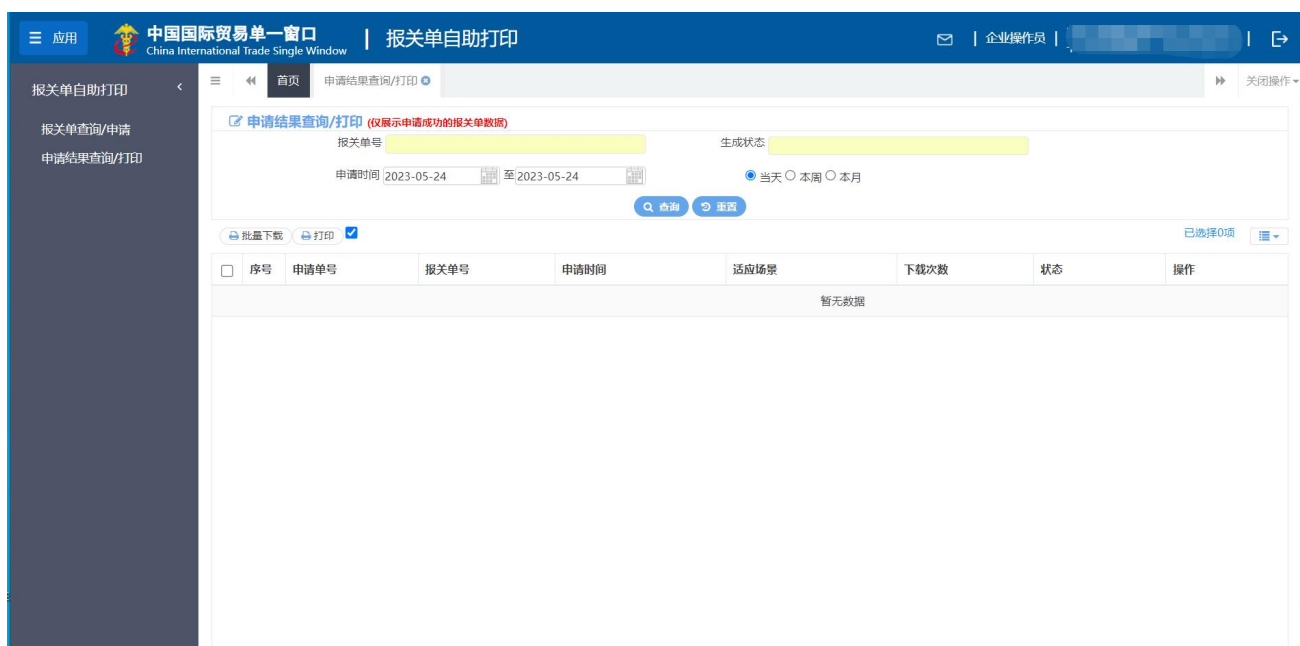 应用
中国国际贸易单一窗口
China International Trade Single Window
报关单自助打印
企业操作员
报关单自助打印
报关单查询/申请
申请结果查询/打印
首页
申请结果查询/打印
关闭操作
申请结果查询/打印 (仅展示申请成功的报关单数据)
报关单号 生成状态
申请时间 2023-05-24 至 2023-05-24 当天 本周 本月
查询 重置
批量下载 打印 已选择0项
序号 申请单号 报关单号 申请时间 适应场景 下载次数 状态 操作
暂无数据